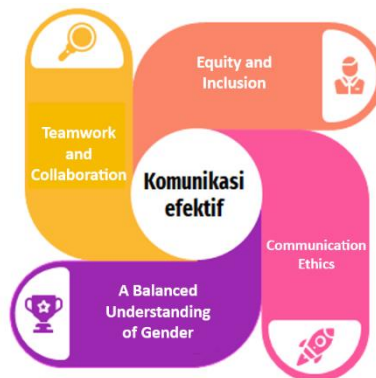 Equity and
Inclusion
Teamwork
and
Collaboration
Komunikasi
efektif
Communication
Ethics
A Balanced
Understanding
of Gender